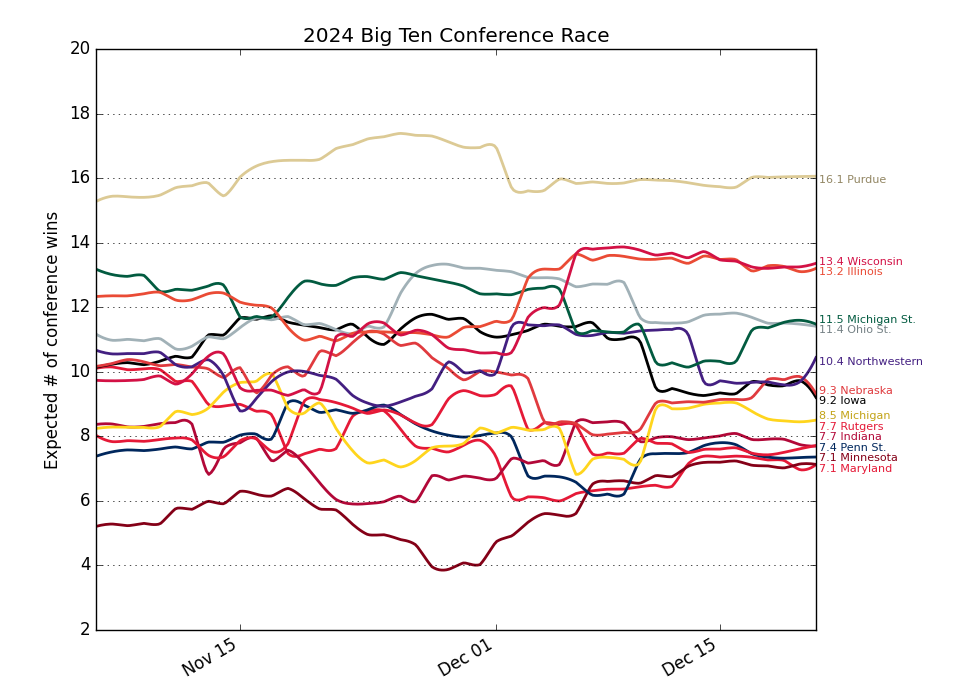 2024 Big Ten Conference Race
Expected # of conference wins
20
18
16
14
12
10
8
6
4
2
Nov 15
Dec 01
Dec 15
16.1 Purdue
13.4 Wisconsin
13.2 Illinois
11.5 Michigan St.
11.4 Ohio St.
10.4 Northwestern
9.3 Nebraska
9.2 Iowa
8.5 Michigan
7.7 Rutgers
7.7 Indiana
7.4 Penn St.
7.1 Minnesota
7.1 Maryland